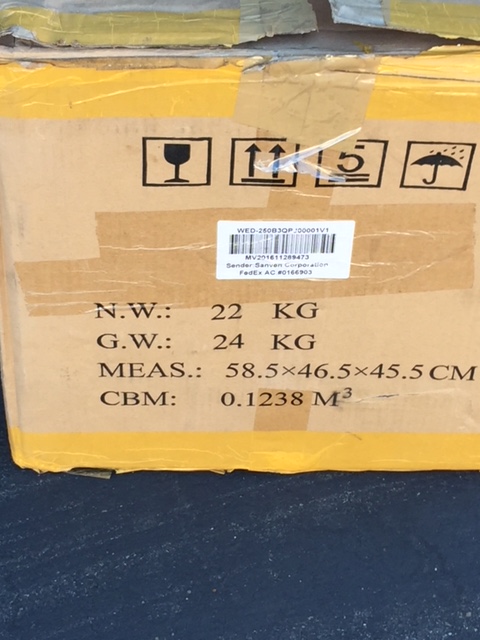 5
WED-250B3QPJ00001V1
MV201611289473
Sender:Sanven Corporation
FedEx AC #0166903
N.W.: 22 KG
G.W.: 24 KG
MEAS.: 58.5×46.5×45.5 CM
CBM: 0.1238 M³